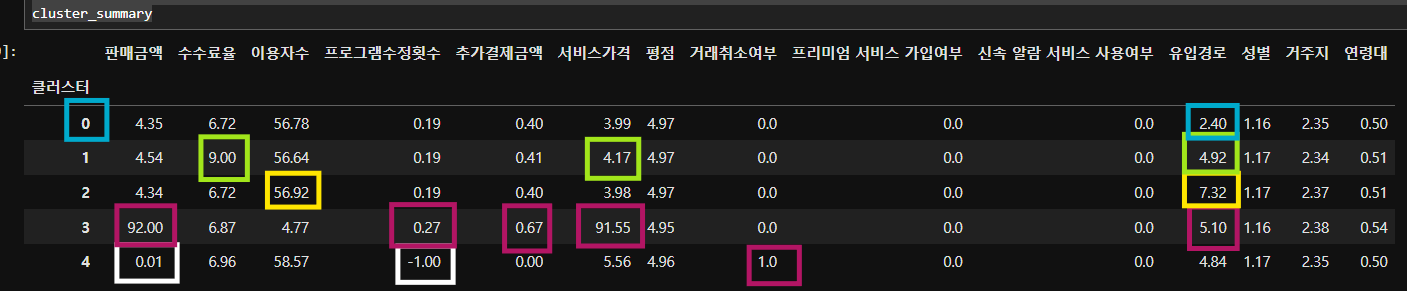 cluster_summary
]:
판매금액 수수료율 이용자수 프로그램수정횟수 추가결제금액 서비스가격 평점 거래취소여부 프리미엄 서비스 가입여부 신속 알람 서비스 사용여부 유입경로 성별 거주지 연령대
클러스터
0 4.35 6.72 56.78 0.19 0.40 3.99 4.97 0.0 0.0 0.0 2.40 1.16 2.35 0.50
1 4.54 9.00 56.64 0.19 0.41 4.17 4.97 0.0 0.0 0.0 4.92 1.17 2.34 0.51
2 4.34 6.72 56.92 0.19 0.40 3.98 4.97 0.0 0.0 0.0 7.32 1.17 2.37 0.51
3 92.00 6.87 4.77 0.27 0.67 91.55 4.95 0.0 0.0 0.0 5.10 1.16 2.38 0.54
4 0.01 6.96 58.57 -1.00 0.00 5.56 4.96 1.0 0.0 0.0 4.84 1.17 2.35 0.50